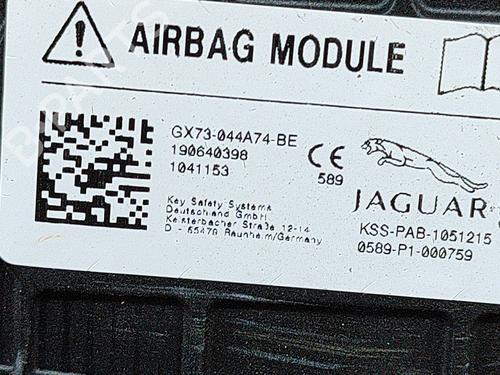 AIRBAG MODULE
GX73-044A74-BE
190640398
1041153
CE
589
JAGUAR
Key Safety Systems
Deutschland GmbH
Kelsterbacher Straße 12-14
D - 65479 Raunheim/Germany
KSS-PAB-1051215
0589-P1-000759